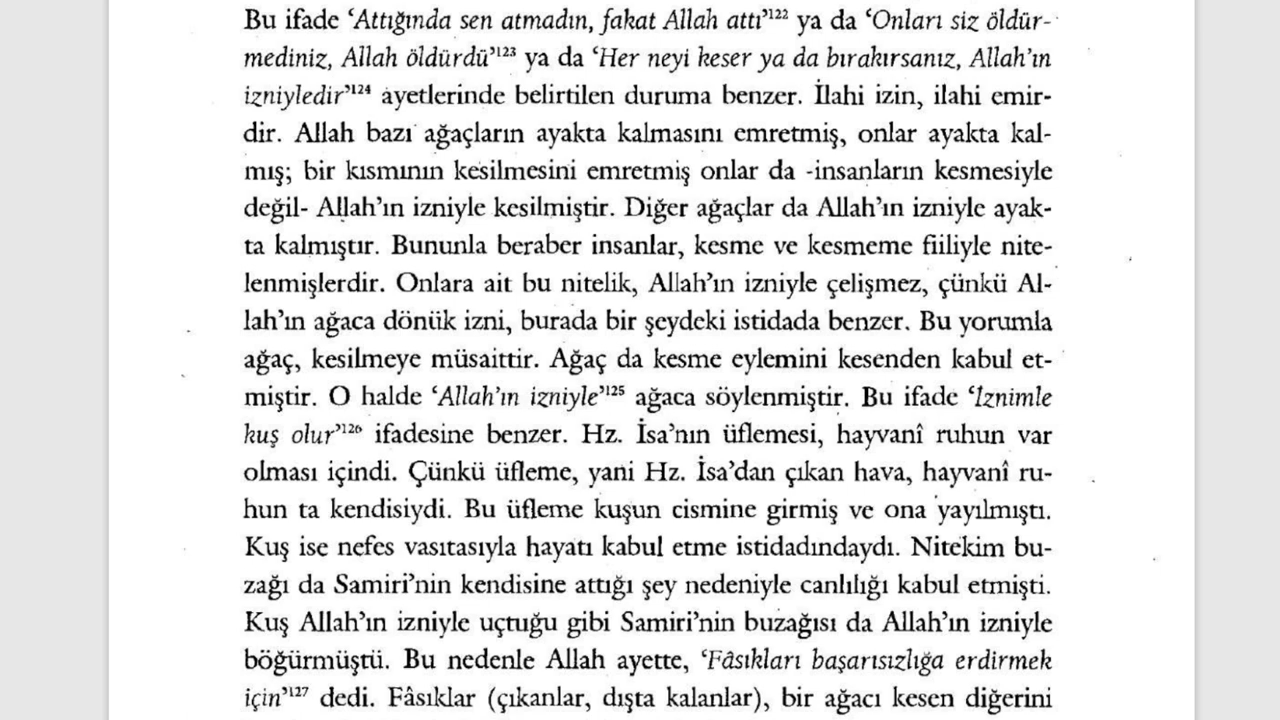 Bu ifade ‘Attığında sen atmadın, fakat Allah attı’¹²² ya da ‘Onları siz öldür-
mediniz, Allah öldürdü’¹²³ ya da ‘Her neyi keser ya da bırakırsanız, Allah’ın
izniyledir’¹²⁴ ayetlerinde belirtilen duruma benzer. İlahi izin, ilahi emir-
dir. Allah bazı ağaçların ayakta kalmasını emretmiş, onlar ayakta kal-
mış; bir kısmının kesilmesini emretmiş onlar da -insanların kesmesiyle
değil- Allah’ın izniyle kesilmiştir. Diğer ağaçlar da Allah’ın izniyle ayak-
ta kalmıştır. Bununla beraber insanlar, kesme ve kesmeme fiiliyle nite-
lenmişlerdir. Onlara ait bu nitelik, Allah’ın izniyle çelişmez, çünkü Al-
lah’ın ağaca dönük izni, burada bir şeydeki istidada benzer. Bu yorumla
ağaç, kesilmeye müsaittir. Ağaç da kesme eylemini kesenden kabul et-
miştir. O halde ‘Allah’ın izniyle’¹²⁵ ağaca söylenmiştir. Bu ifade ‘İznimle
kuş olur’¹²⁶ ifadesine benzer. Hz. İsa’nın üflemesi, hayvanî ruhun var
olması içindi. Çünkü üfleme, yani Hz. İsa’dan çıkan hava, hayvanî ru-
hun ta kendisiydi. Bu üfleme kuşun cismine girmiş ve ona yayılmıştı.
Kuş ise nefes vasıtasıyla hayatı kabul etme istidadındaydı. Nitekim bu-
zağı da Samiri’nin kendisine attığı şey nedeniyle canlılığı kabul etmişti.
Kuş Allah’ın izniyle uçtuğu gibi Samiri’nin buzağısı da Allah’ın izniyle
böğürmüştü. Bu nedenle Allah ayette, ‘Fâsıkları başarısızlığa erdirmek
için’¹²⁷ dedi. Fâsıklar (çıkanlar, dışta kalanlar), bir ağacı kesen diğerini